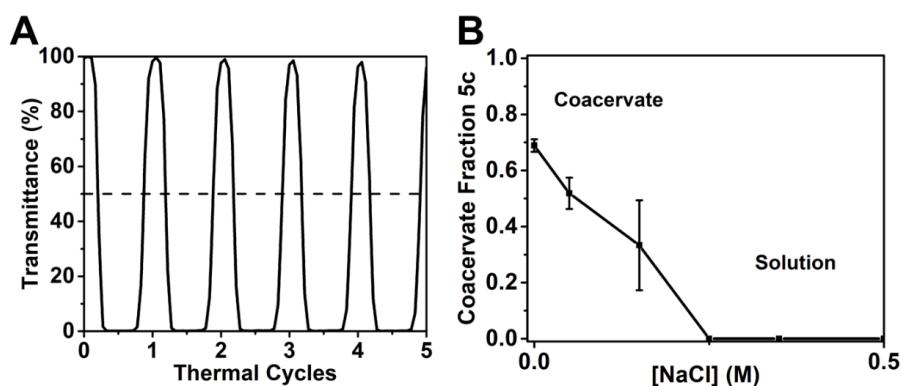 A
Transmittance (%)
100
80
60
40
20
0
0 1 2 3 4 5
Thermal Cycles
B
Coacervate Fraction 5c
1.0
0.8
0.6
0.4
0.2
0.0
Coacervate
Solution
0.0 0.5
[NaCl] (M)